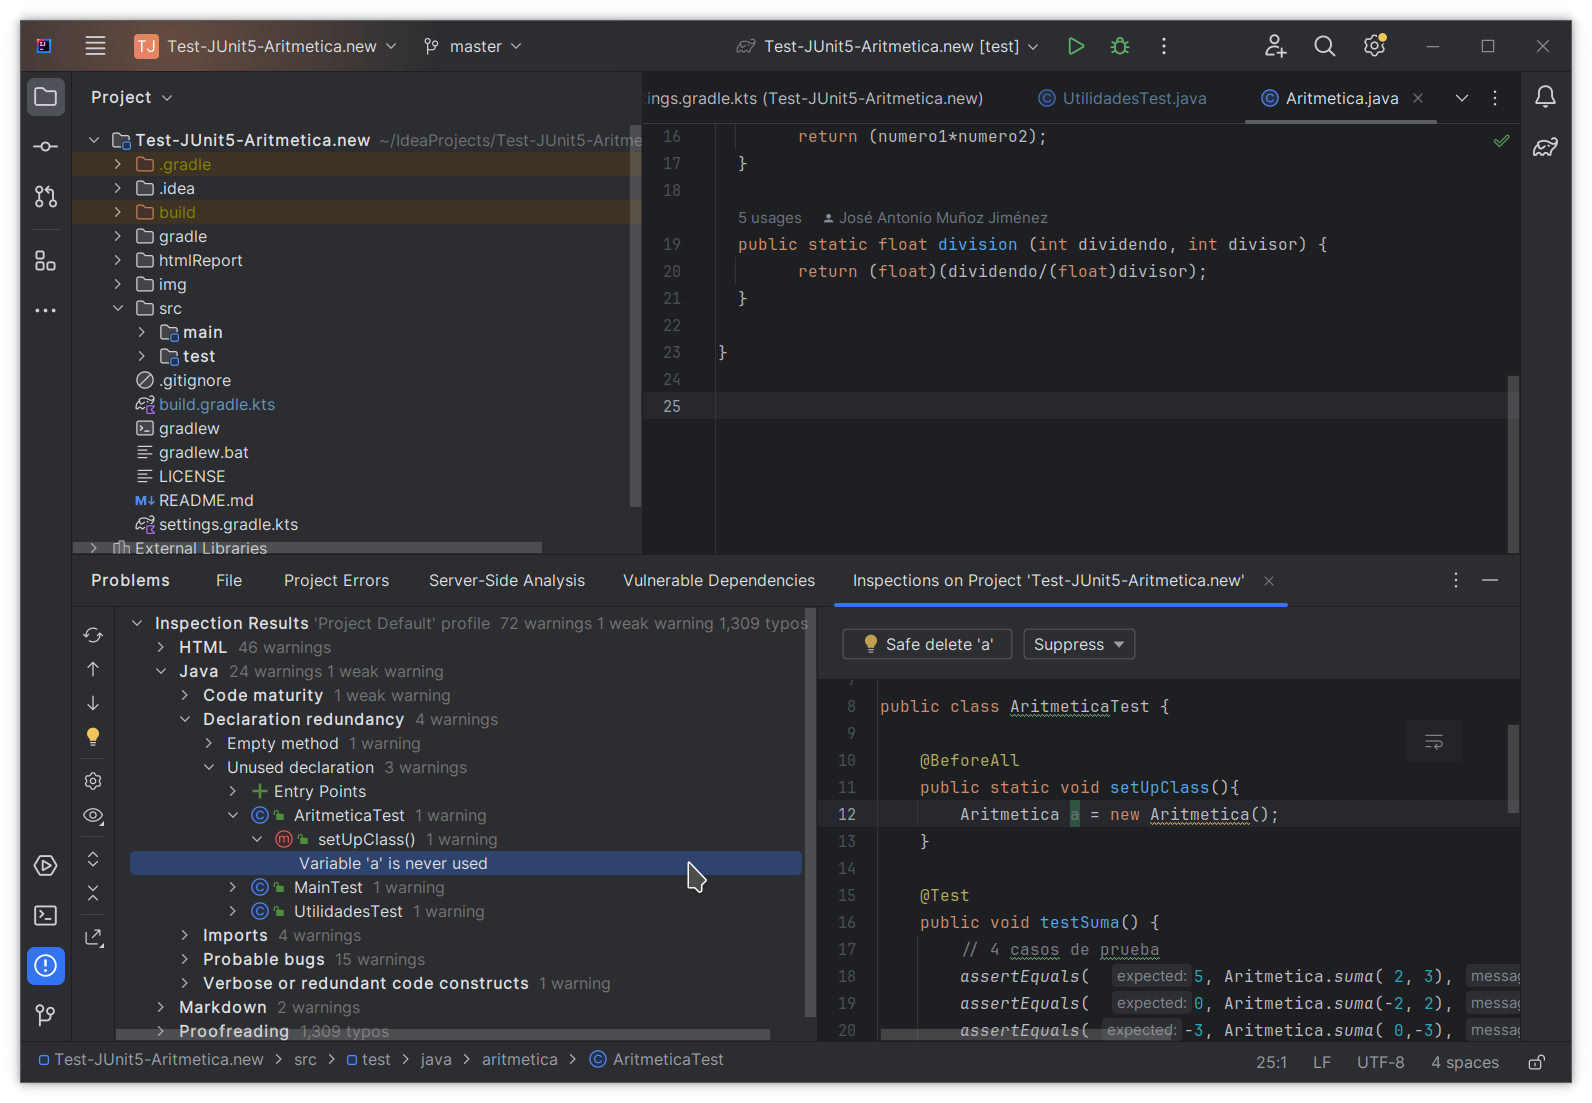 TJ Test-JUnit5-Aritmetica.new master Test-JUnit5-Aritmetica.new [test]
Project
Test-JUnit5-Aritmetica.new ~/IdeaProjects/Test-JUnit5-Aritme
.gradle
.idea
build
gradle
htmlReport
img
src
main
test
.gitignore
build.gradle.kts
gradlew
gradlew.bat
LICENSE
README.md
settings.gradle.kts
External Libraries
ings.gradle.kts (Test-JUnit5-Aritmetica.new) UtilidadesTest.java Aritmetica.java
16 return (numero1*numero2);
17 }
18
5 usages José Antonio Muñoz Jiménez
19 public static float division (int dividendo, int divisor) {
20 return (float)(dividendo/(float)divisor);
21 }
22
23 }
24
25
Problems File Project Errors Server-Side Analysis Vulnerable Dependencies Inspections on Project 'Test-JUnit5-Aritmetica.new'
Inspection Results 'Project Default' profile 72 warnings 1 weak warning 1,309 typos
HTML 46 warnings
Java 24 warnings 1 weak warning
Code maturity 1 weak warning
Declaration redundancy 4 warnings
Empty method 1 warning
Unused declaration 3 warnings
Entry Points
AritmeticaTest 1 warning
setUpClass() 1 warning
Variable 'a' is never used
MainTest 1 warning
UtilidadesTest 1 warning
Imports 4 warnings
Probable bugs 15 warnings
Verbose or redundant code constructs 1 warning
Markdown 2 warnings
Proofreading 1,309 typos
Safe delete 'a' Suppress
8 public class AritmeticaTest {
9
10 @BeforeAll
11 public static void setUpClass(){
12 Aritmetica a = new Aritmetica();
13 }
14
15 @Test
16 public void testSuma() {
17 // 4 casos de prueba
18 assertEquals( expected: 5, Aritmetica.suma( 2, 3), messag
19 assertEquals( expected: 0, Aritmetica.suma(-2, 2), messag
20 assertEquals( expected: -3, Aritmetica.suma( 0,-3), messag
Test-JUnit5-Aritmetica.new > src > test > java > aritmetica > AritmeticaTest 25:1 LF UTF-8 4 spaces